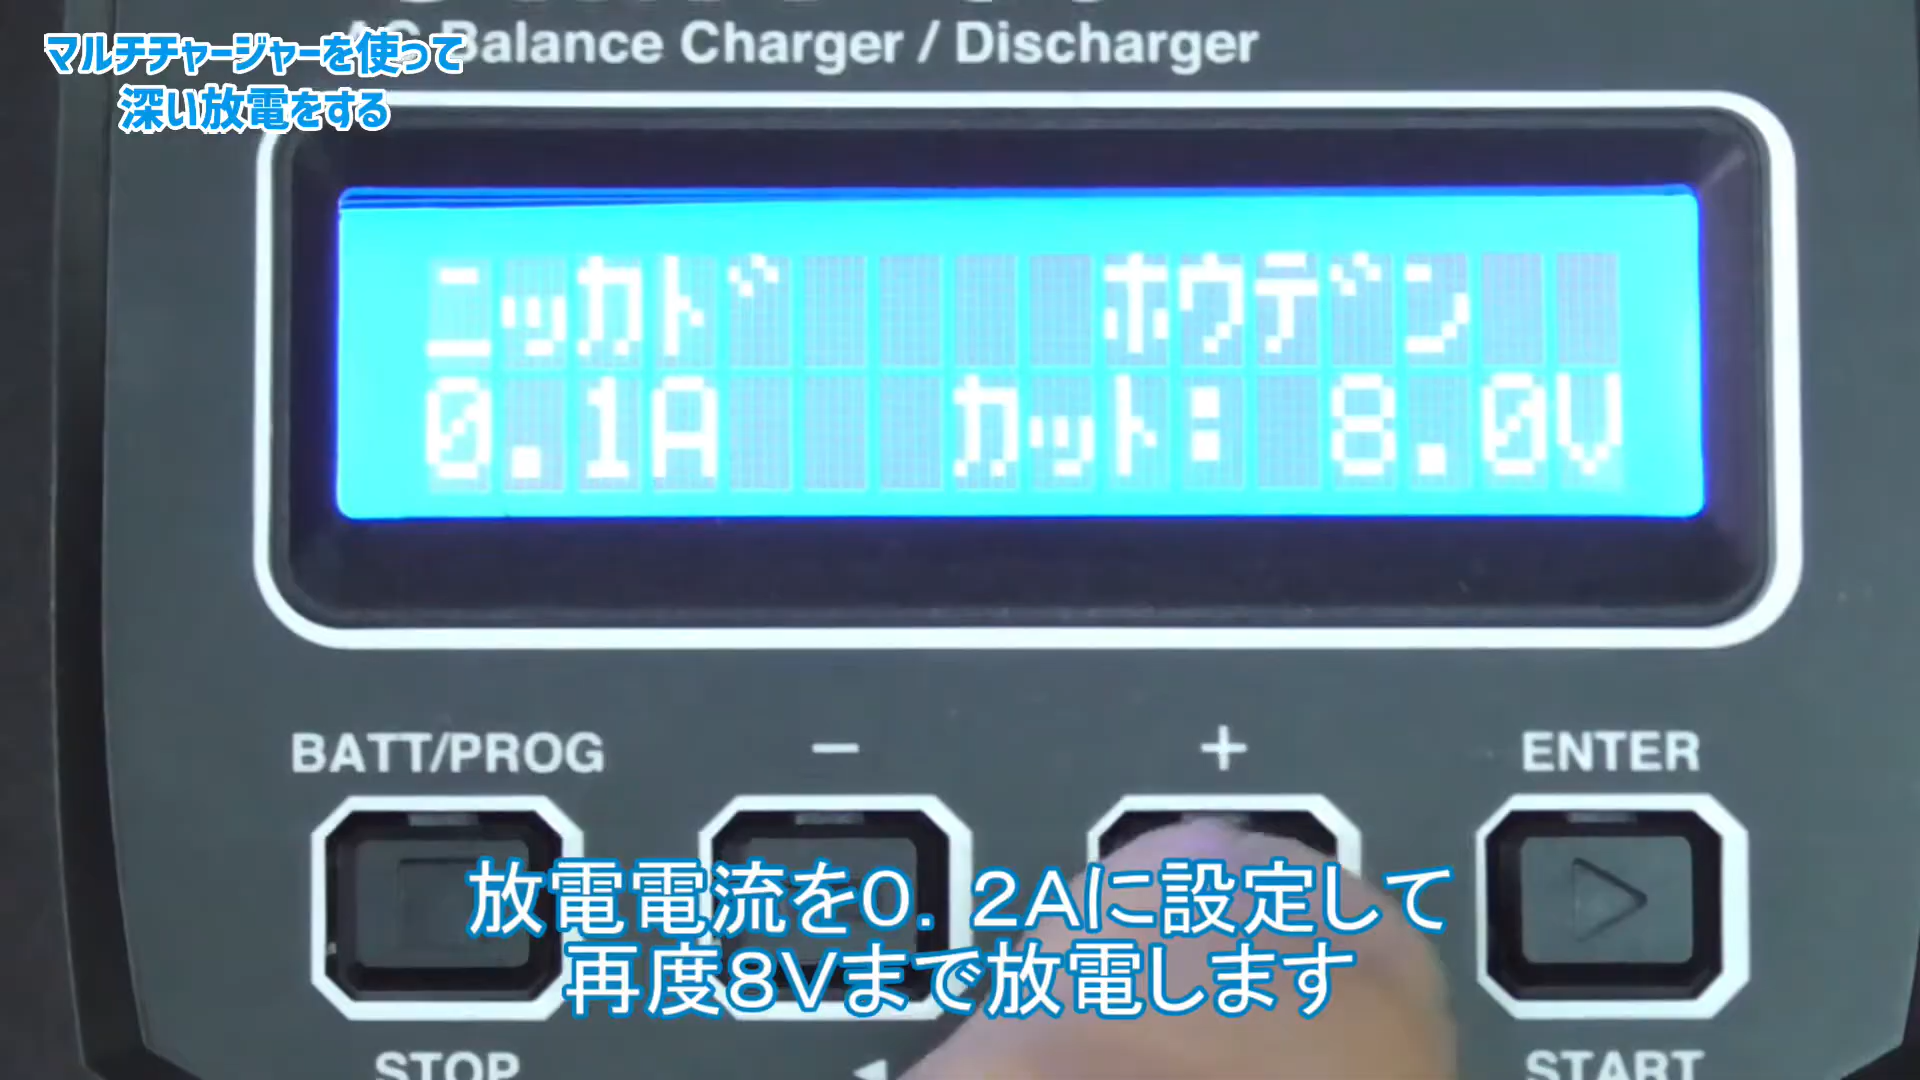 マルチチャージャーを使って
深い放電をする
AC Balance Charger / Discharger
ニッカド ホウデン
0.1A カット: 8.0V
BATT/PROG − + ENTER
放電電流を0．2Aに設定して
再度8Vまで放電します
STOP ◀ START